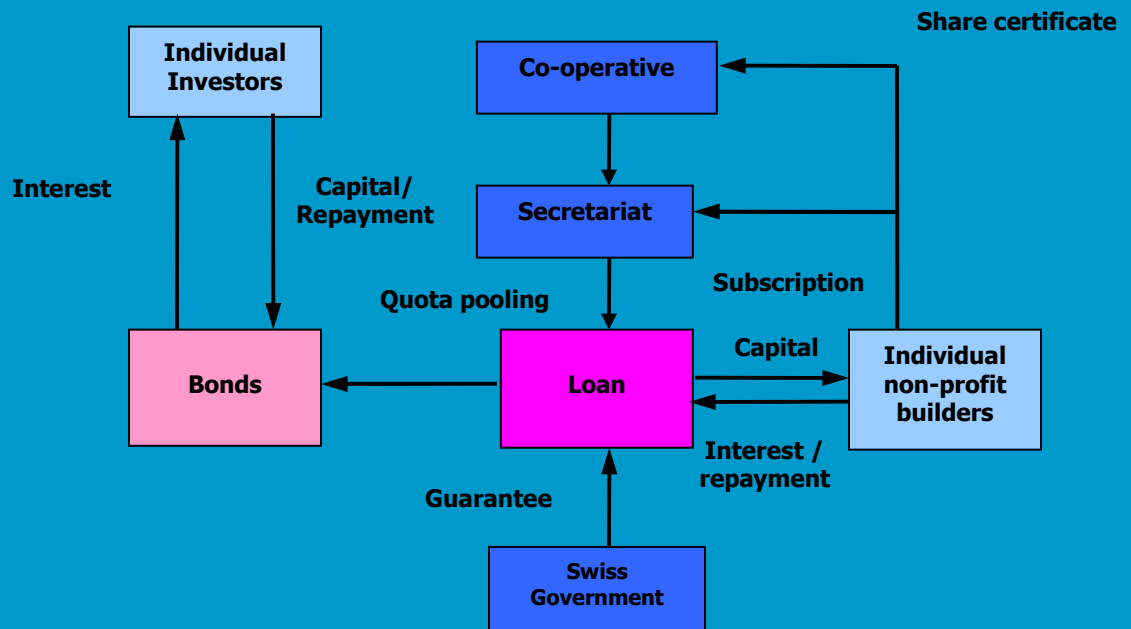 Share certificate
Individual
Investors
Co-operative
Interest
Capital/
Repayment
Secretariat
Quota pooling
Subscription
Bonds
Loan
Capital
Individual
non-profit
builders
Interest /
repayment
Guarantee
Swiss
Government